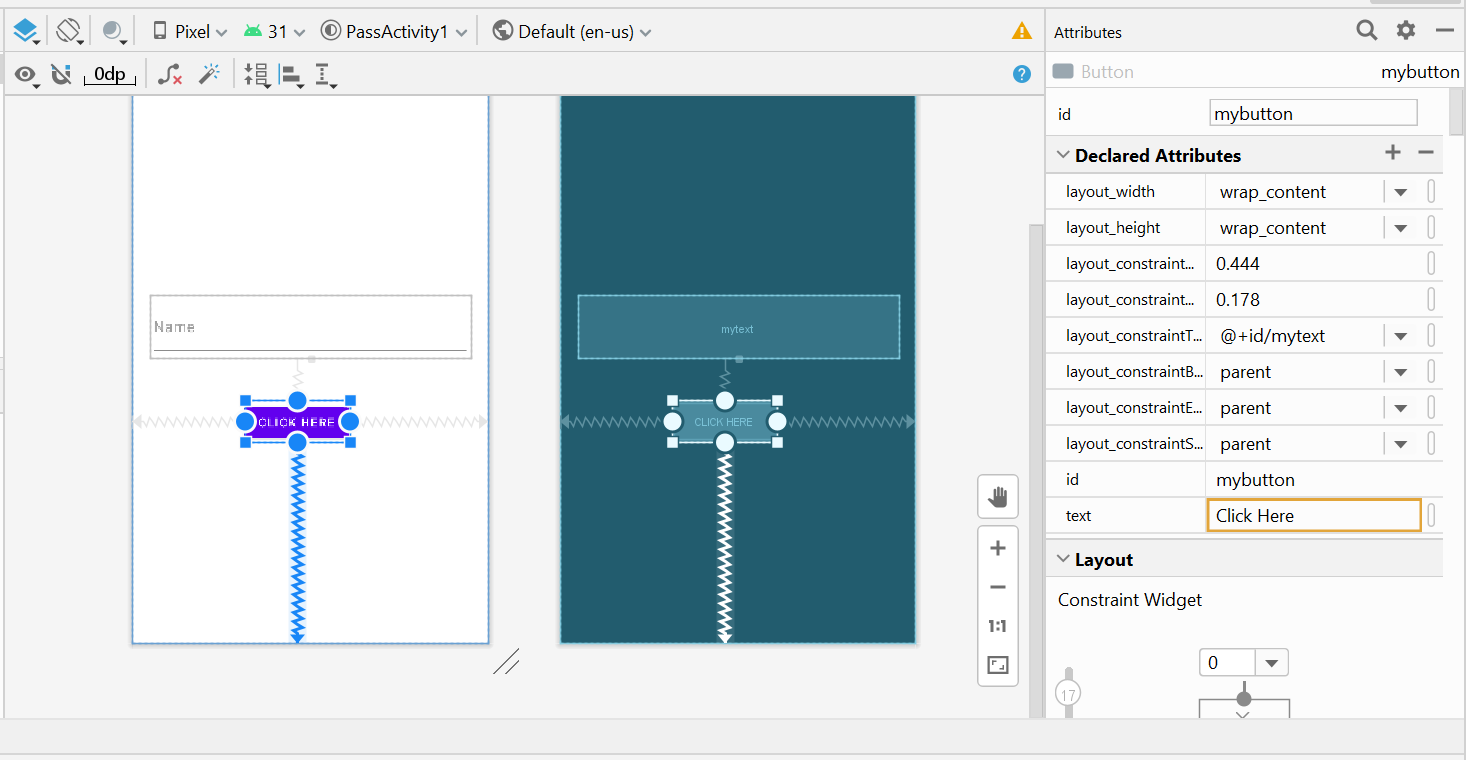 Pixel 31 PassActivity1 Default (en-us)
Attributes
0dp
Button mybutton
id mybutton
Declared Attributes
layout_width wrap_content
layout_height wrap_content
layout_constraint... 0.444
layout_constraint... 0.178
layout_constraintT... @+id/mytext
layout_constraintB... parent
layout_constraintE... parent
layout_constraintS... parent
id mybutton
text Click Here
Layout
Constraint Widget
0
17
Name
CLICK HERE
mytext
CLICK HERE
1:1